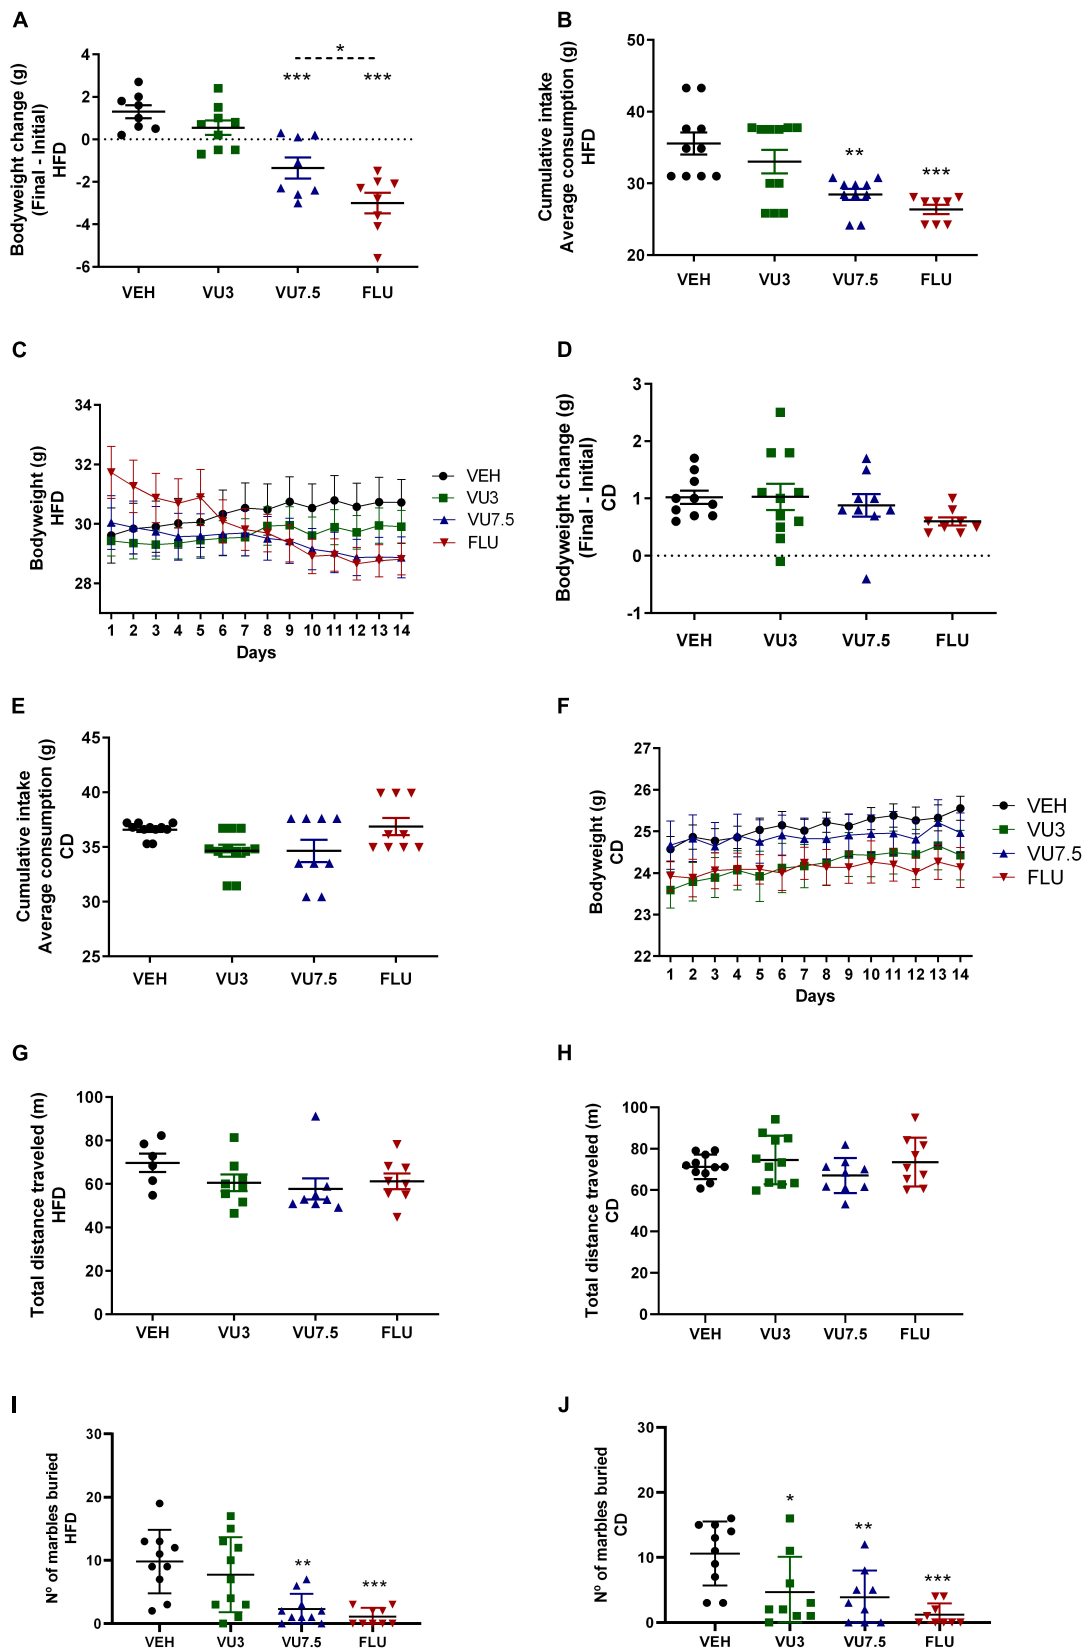 A
Bodyweight change (g)
(Final - Initial)
HFD
4
2
0
-2
-4
-6
*
***
***
VEH VU3 VU7.5 FLU
B
Cumulative intake
Average consumption (g)
HFD
50
40
30
20
**
***
VEH VU3 VU7.5 FLU
C
Bodyweight (g)
HFD
34
32
30
28
1 2 3 4 5 6 7 8 9 10 11 12 13 14
Days
VEH
VU3
VU7.5
FLU
D
Bodyweight change (g)
(Final - Initial)
CD
3
2
1
0
-1
VEH VU3 VU7.5 FLU
E
Cumulative intake
Average consumption (g)
CD
45
40
35
30
25
VEH VU3 VU7.5 FLU
F
Bodyweight (g)
CD
27
26
25
24
23
22
1 2 3 4 5 6 7 8 9 10 11 12 13 14
Days
VEH
VU3
VU7.5
FLU
G
Total distance traveled (m)
HFD
100
80
60
40
20
0
VEH VU3 VU7.5 FLU
H
Total distance traveled (m)
CD
100
80
60
40
20
0
VEH VU3 VU7.5 FLU
I
Nº of marbles buried
HFD
30
20
10
0
**
***
VEH VU3 VU7.5 FLU
J
Nº of marbles buried
CD
30
20
10
0
*
**
***
VEH VU3 VU7.5 FLU